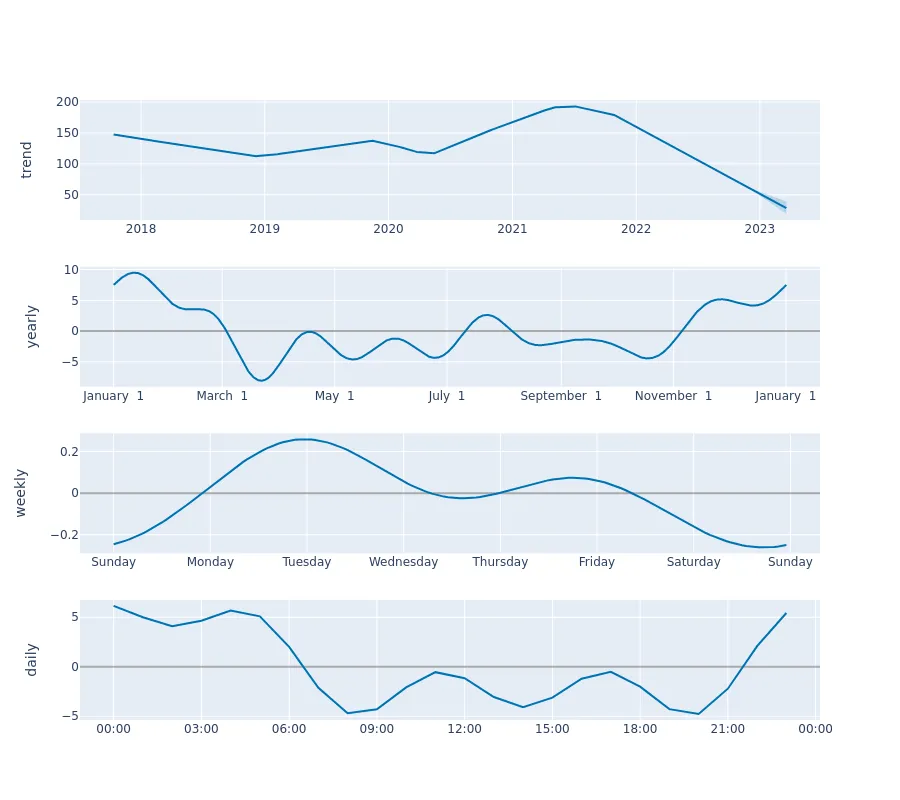 trend
200
150
100
50
2018 2019 2020 2021 2022 2023
yearly
10
5
0
−5
January 1 March 1 May 1 July 1 September 1 November 1 January 1
weekly
0.2
0
−0.2
Sunday Monday Tuesday Wednesday Thursday Friday Saturday Sunday
daily
5
0
−5
00:00 03:00 06:00 09:00 12:00 15:00 18:00 21:00 00:00